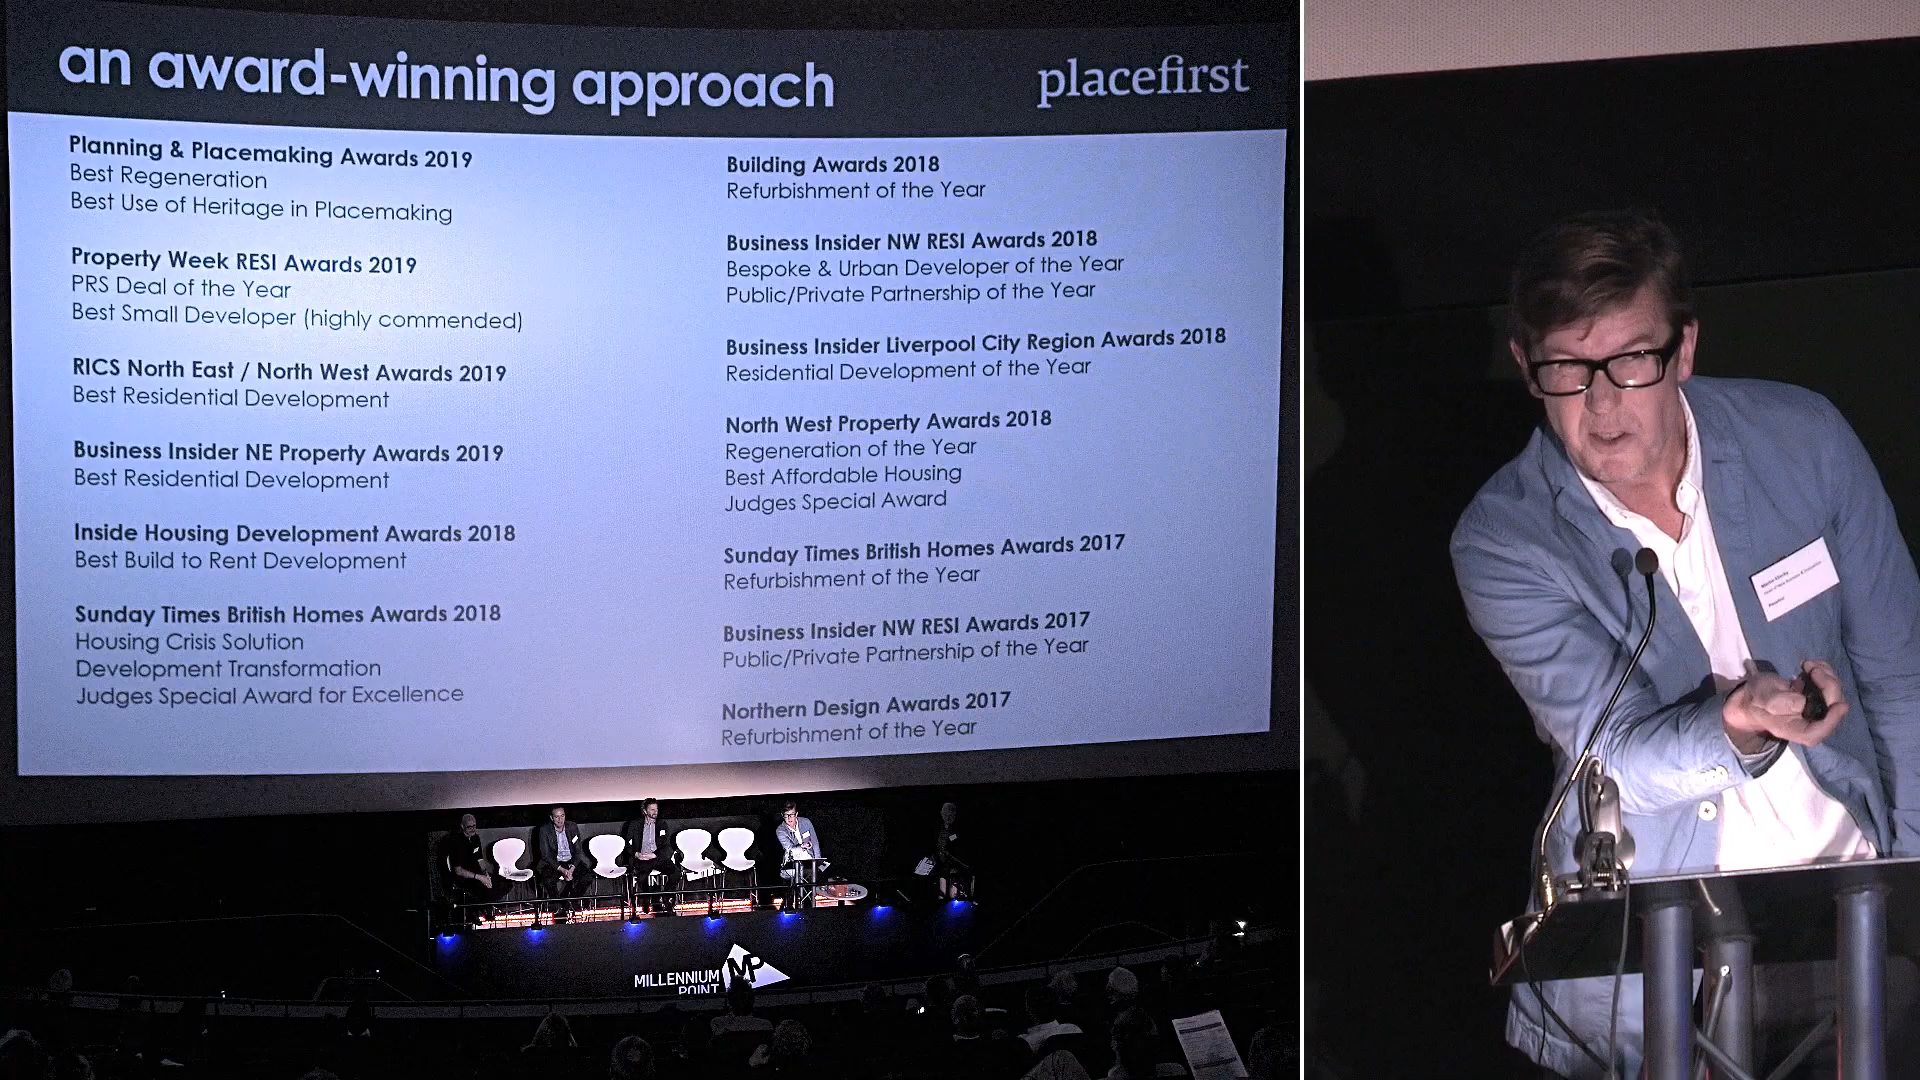 an award-winning approach
placefirst
Planning & Placemaking Awards 2019
Best Regeneration
Best Use of Heritage in Placemaking
Property Week RESI Awards 2019
PRS Deal of the Year
Best Small Developer (highly commended)
RICS North East / North West Awards 2019
Best Residential Development
Business Insider NE Property Awards 2019
Best Residential Development
Inside Housing Development Awards 2018
Best Build to Rent Development
Sunday Times British Homes Awards 2018
Housing Crisis Solution
Development Transformation
Judges Special Award for Excellence
Building Awards 2018
Refurbishment of the Year
Business Insider NW RESI Awards 2018
Bespoke & Urban Developer of the Year
Public/Private Partnership of the Year
Business Insider Liverpool City Region Awards 2018
Residential Development of the Year
North West Property Awards 2018
Regeneration of the Year
Best Affordable Housing
Judges Special Award
Sunday Times British Homes Awards 2017
Refurbishment of the Year
Business Insider NW RESI Awards 2017
Public/Private Partnership of the Year
Northern Design Awards 2017
Refurbishment of the Year
MILLENNIUM
POINT
MP